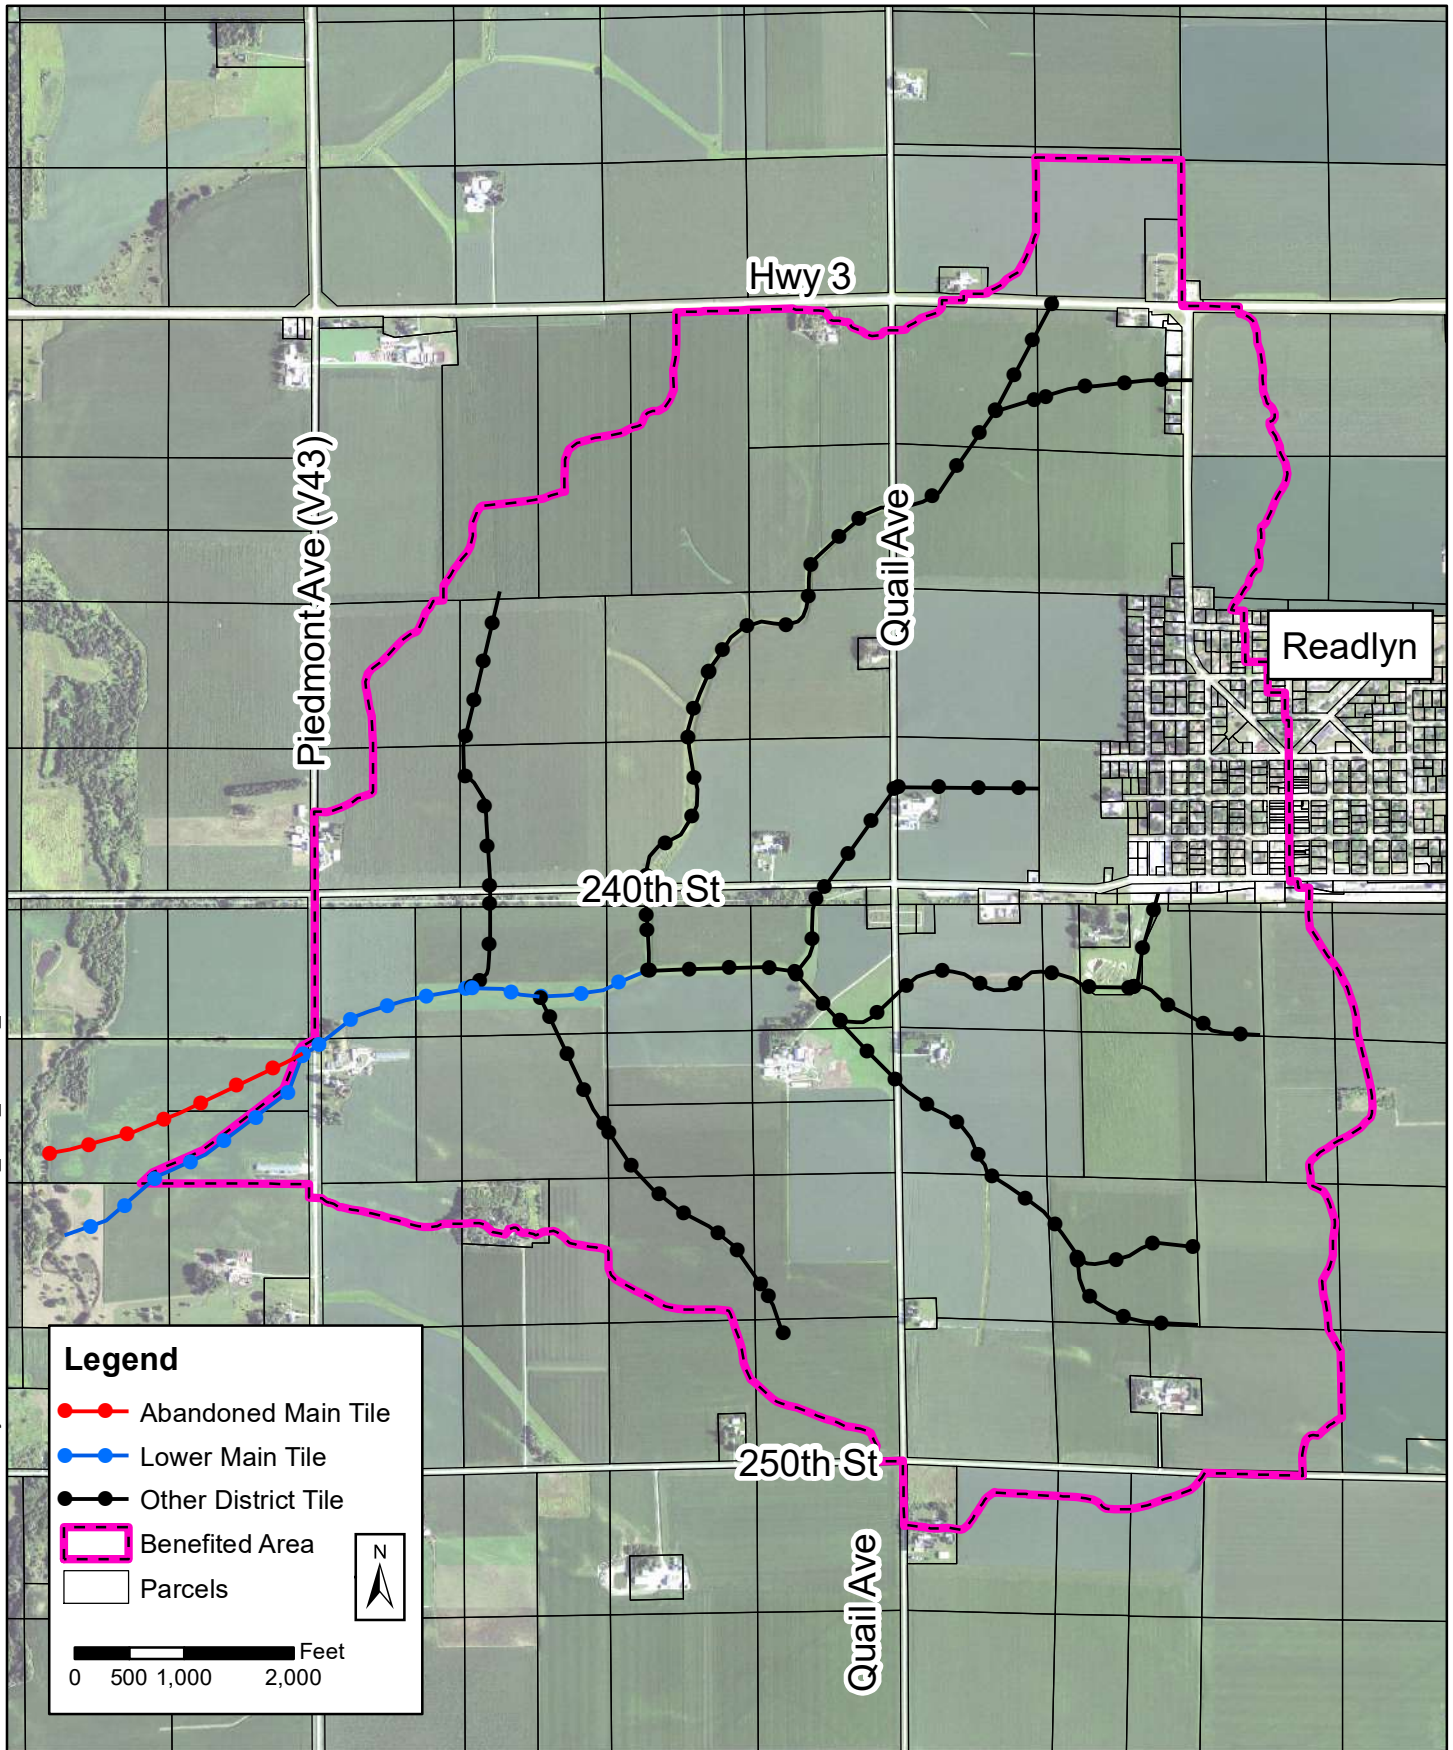 Hwy 3
Piedmont Ave (V43)
Quail Ave
Readlyn
240th St
250th St
Quail Ave
Legend
Abandoned Main Tile
Lower Main Tile
Other District Tile
Benefited Area
Parcels
N
Feet
0 500 1,000 2,000